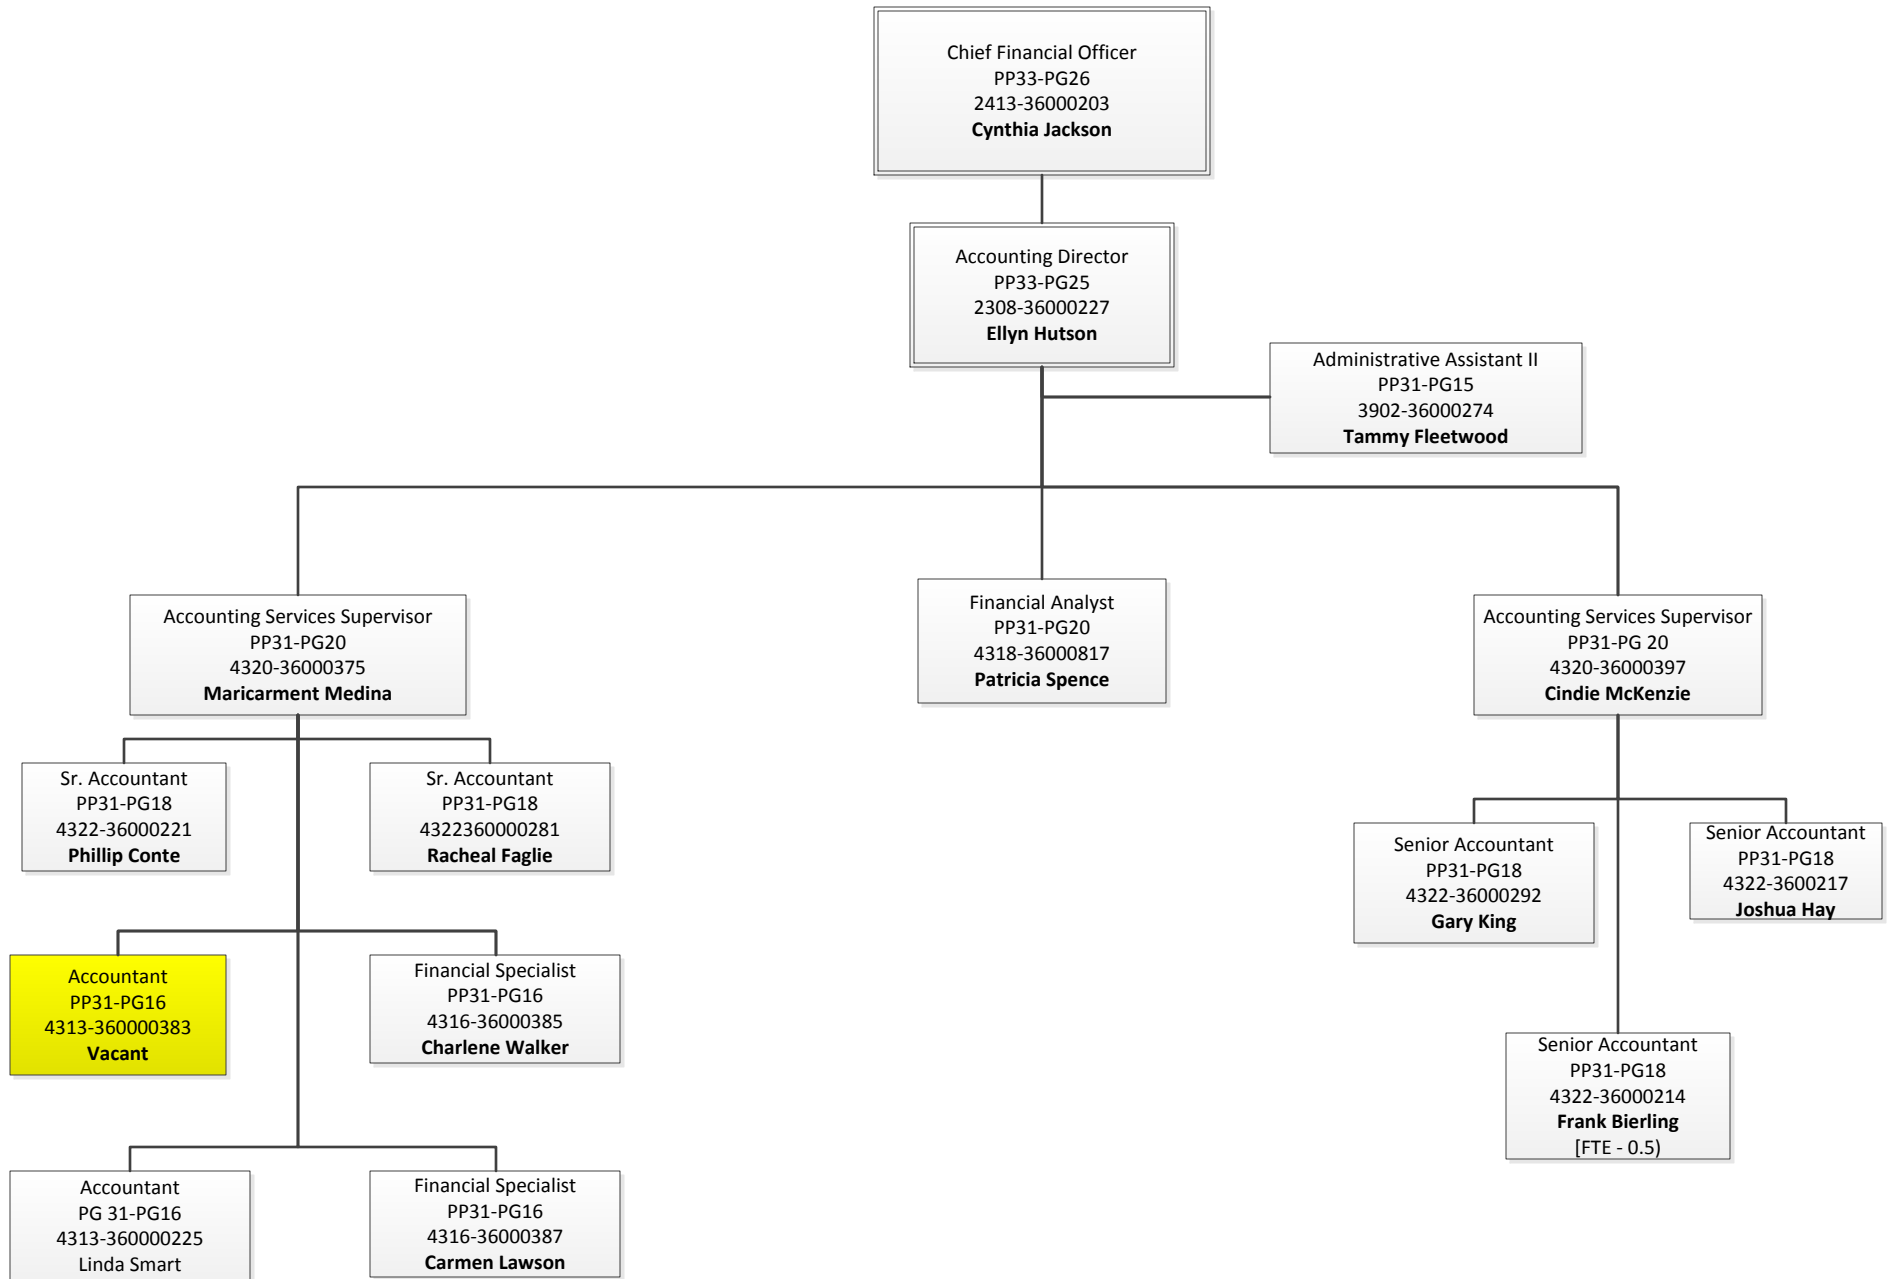 Chief Financial Officer
PP33-PG26
2413-36000203
Cynthia Jackson
Accounting Director
PP33-PG25
2308-36000227
Ellyn Hutson
Administrative Assistant II
PP31-PG15
3902-36000274
Tammy Fleetwood
Accounting Services Supervisor
PP31-PG20
4320-36000375
Maricarment Medina
Financial Analyst
PP31-PG20
4318-36000817
Patricia Spence
Accounting Services Supervisor
PP31-PG 20
4320-36000397
Cindie McKenzie
Sr. Accountant
PP31-PG18
4322-36000221
Phillip Conte
Sr. Accountant
PP31-PG18
4322360000281
Racheal Faglie
Senior Accountant
PP31-PG18
4322-36000292
Gary King
Senior Accountant
PP31-PG18
4322-3600217
Joshua Hay
Accountant
PP31-PG16
4313-360000383
Vacant
Financial Specialist
PP31-PG16
4316-36000385
Charlene Walker
Senior Accountant
PP31-PG18
4322-36000214
Frank Bierling
[FTE - 0.5)
Accountant
PG 31-PG16
4313-360000225
Linda Smart
Financial Specialist
PP31-PG16
4316-36000387
Carmen Lawson